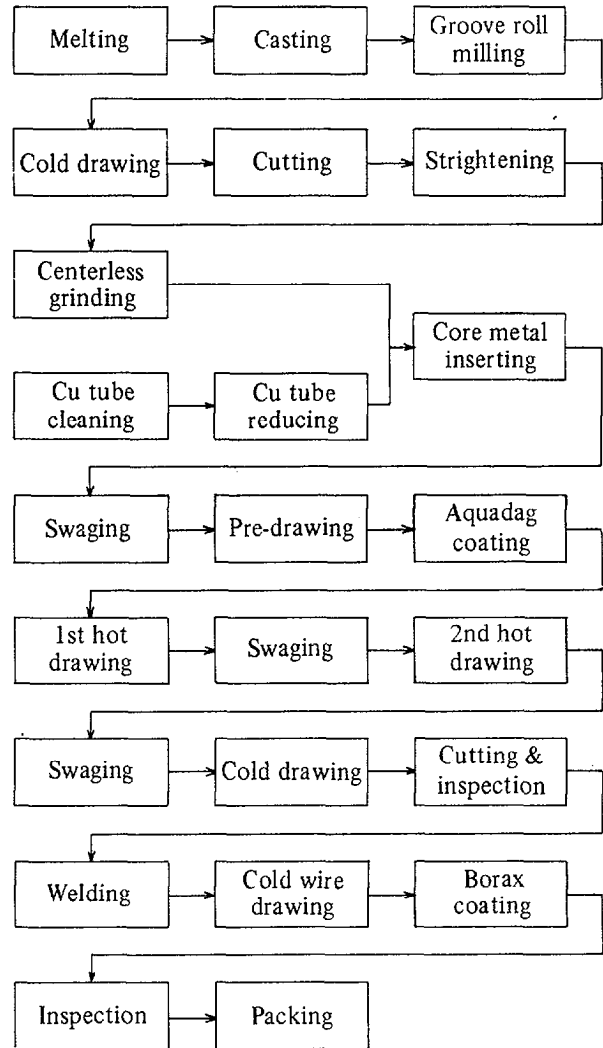 Melting
Casting
Groove roll
milling
Cold drawing
Cutting
Strightening
Centerless
grinding
Core metal
inserting
Cu tube
cleaning
Cu tube
reducing
Swaging
Pre-drawing
Aquadag
coating
1st hot
drawing
Swaging
2nd hot
drawing
Swaging
Cold drawing
Cutting &
inspection
Welding
Cold wire
drawing
Borax
coating
Inspection
Packing